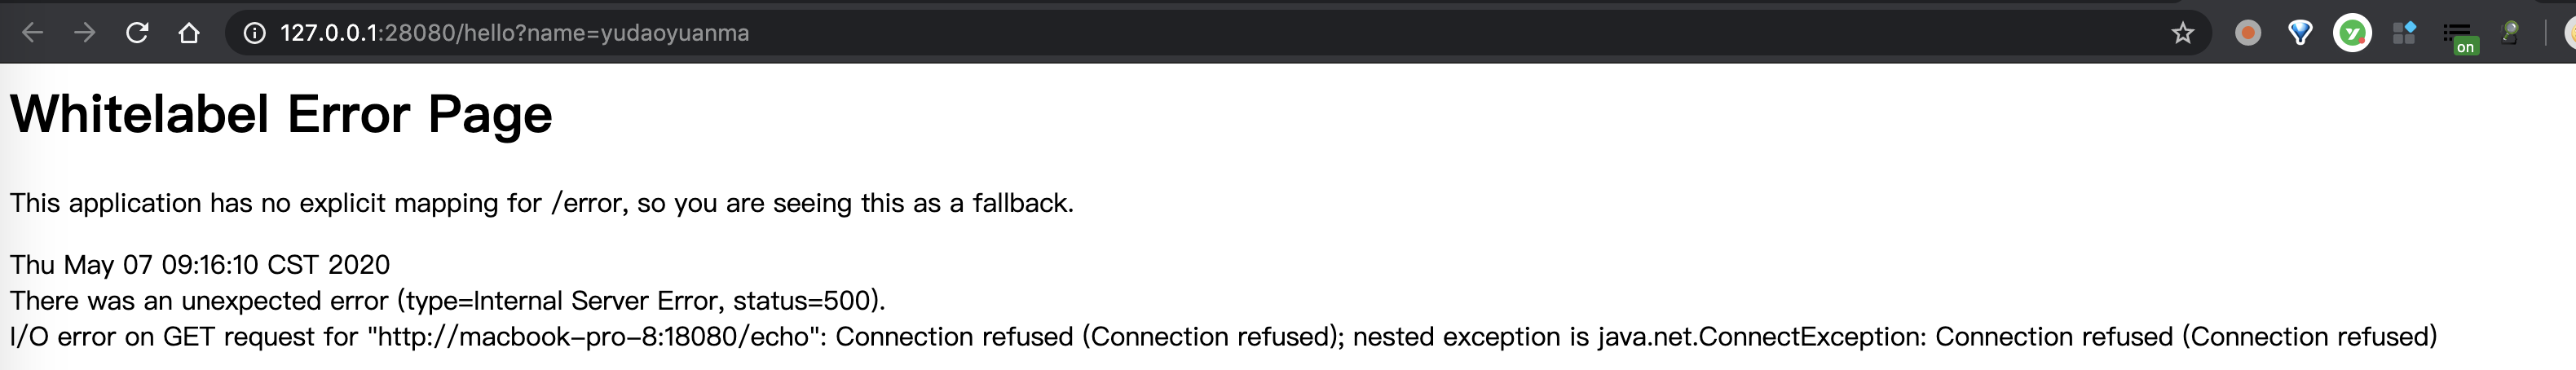 127.0.0.1:28080/hello?name=yudaoyuanma
on
Whitelabel Error Page
This application has no explicit mapping for /error, so you are seeing this as a fallback.
Thu May 07 09:16:10 CST 2020
There was an unexpected error (type=Internal Server Error, status=500).
I/O error on GET request for "http://macbook-pro-8:18080/echo": Connection refused (Connection refused); nested exception is java.net.ConnectException: Connection refused (Connection refused)